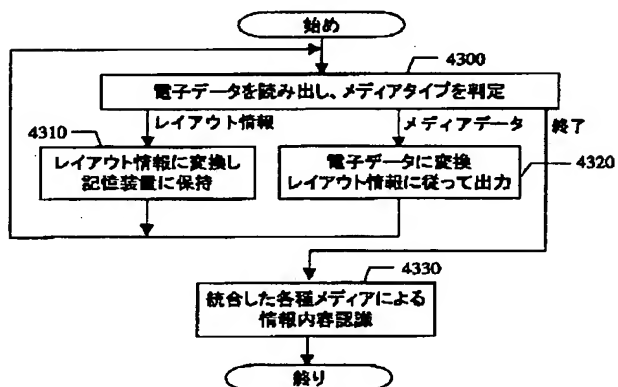 始め
4300
電子データを読み出し、メディアタイプを判定
4310
レイアウト情報
メディアデータ
終了
レイアウト情報に変換し
記憶装置に保持
電子データに変換
レイアウト情報に従って出力
4320
4330
統合した各種メディアによる
情報内容認識
終り